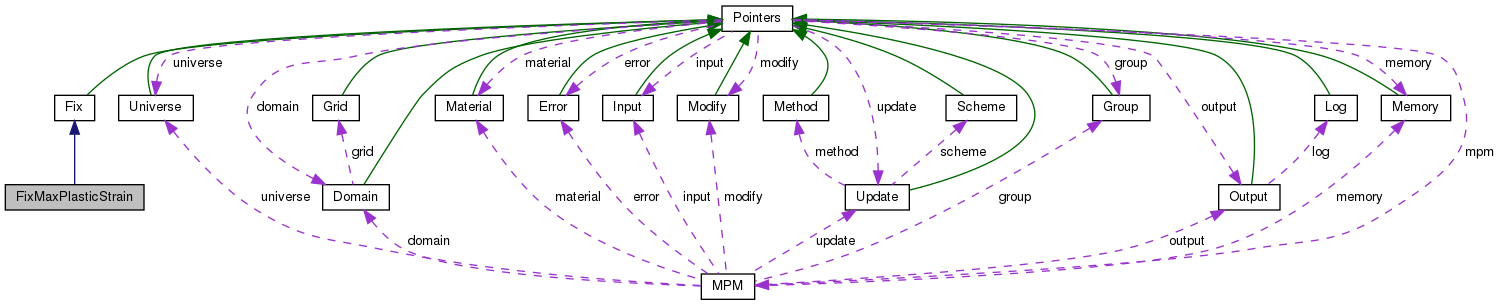 Pointers
universe
material
error
input
modify
group
memory
Fix
Universe
domain
Grid
Material
Error
Input
Modify
Method
update
Scheme
Group
output
Log
Memory
grid
method
scheme
log
mpm
FixMaxPlasticStrain
universe
Domain
material
error
input
modify
Update
group
Output
memory
domain
update
output
MPM